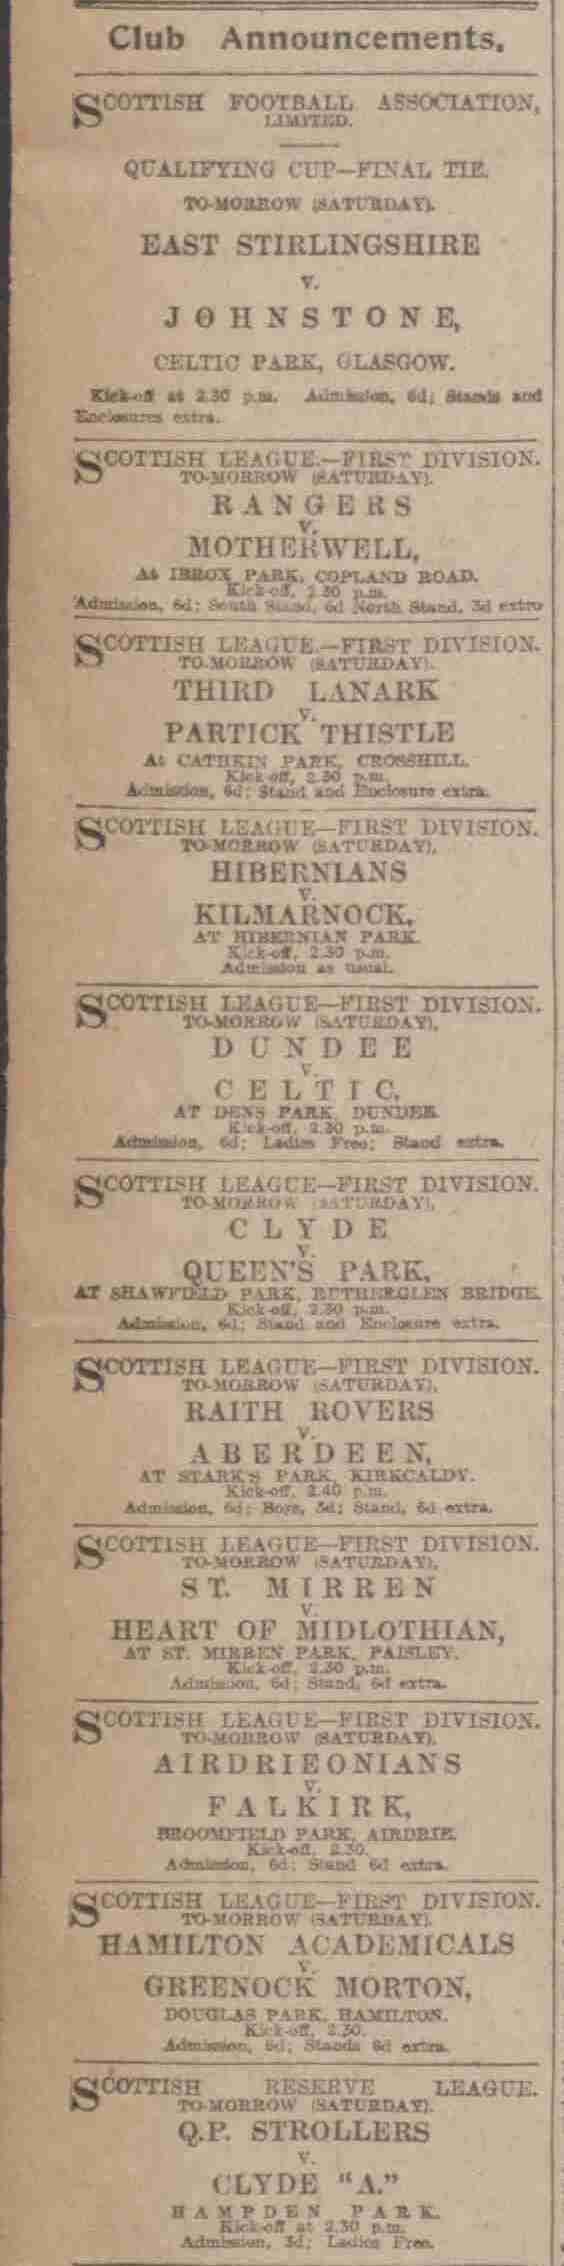 Club Announcements.
SCOTTISH FOOTBALL ASSOCIATION,
LIMITED.
QUALIFYING CUP—FINAL TIE.
TO-MORROW (SATURDAY).
EAST STIRLINGSHIRE
v.
JOHNSTONE,
CELTIC PARK, GLASGOW.
Kick-off at 2.30 p.m. Admission, 6d; Stands and
Enclosures extra.
SCOTTISH LEAGUE.—FIRST DIVISION.
TO-MORROW (SATURDAY).
RANGERS
v.
MOTHERWELL,
At IBROX PARK, COPLAND ROAD.
Kick-off, 2.30 p.m.
Admission, 6d; South Stand, 6d North Stand, 3d extra
SCOTTISH LEAGUE.—FIRST DIVISION.
TO-MORROW (SATURDAY).
THIRD LANARK
v.
PARTICK THISTLE
At CATHKIN PARK, CROSSHILL.
Kick-off, 2.30 p.m.
Admission, 6d; Stand and Enclosure extra.
SCOTTISH LEAGUE—FIRST DIVISION.
TO-MORROW (SATURDAY),
HIBERNIANS
v.
KILMARNOCK,
AT HIBERNIAN PARK.
Kick-off, 2.30 p.m.
Admission as usual.
SCOTTISH LEAGUE—FIRST DIVISION.
TO-MORROW (SATURDAY),
DUNDEE
v.
CELTIC,
AT DENS PARK, DUNDEE.
Kick-off, 2.30 p.m.
Admission, 6d; Ladies Free; Stand extra.
SCOTTISH LEAGUE—FIRST DIVISION.
TO-MORROW (SATURDAY),
CLYDE
v.
QUEEN'S PARK,
AT SHAWFIELD PARK, RUTHERGLEN BRIDGE.
Kick-off, 2.30 p.m.
Admission, 6d; Stand and Enclosure extra.
SCOTTISH LEAGUE—FIRST DIVISION.
TO-MORROW (SATURDAY),
RAITH ROVERS
v.
ABERDEEN,
AT STARK'S PARK, KIRKCALDY.
Kick-off, 2.40 p.m.
Admission, 6d; Boys, 3d; Stand, 6d extra.
SCOTTISH LEAGUE—FIRST DIVISION.
TO-MORROW (SATURDAY),
ST. MIRREN
v.
HEART OF MIDLOTHIAN,
AT ST. MIRREN PARK, PAISLEY.
Kick-off, 2.30 p.m.
Admission, 6d; Stand, 6d extra.
SCOTTISH LEAGUE—FIRST DIVISION.
TO-MORROW (SATURDAY),
AIRDRIEONIANS
v.
FALKIRK,
BROOMFIELD PARK, AIRDRIE.
Kick-off, 2.30.
Admission, 6d; Stand 6d extra.
SCOTTISH LEAGUE—FIRST DIVISION.
TO-MORROW (SATURDAY).
HAMILTON ACADEMICALS
v.
GREENOCK MORTON,
DOUGLAS PARK, HAMILTON.
Kick-off, 2.30.
Admission, 6d; Stands 6d extra.
SCOTTISH RESERVE LEAGUE.
TO-MORROW (SATURDAY).
Q.P. STROLLERS
v.
CLYDE "A."
HAMPDEN PARK.
Kick-off at 2.30 p.m.
Admission, 3d; Ladies Free.